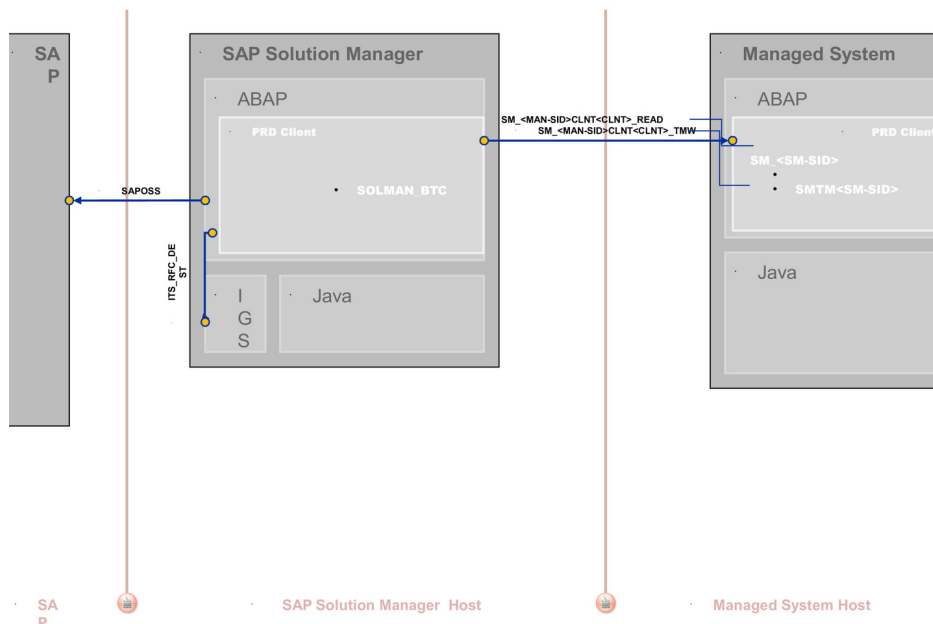 SA
P
SAP Solution Manager
Managed System
ABAP
ABAP
SM_<MAN-SID>CLNT<CLNT>_READ
SM_<MAN-SID>CLNT<CLNT>_TMW
PRD Client
PRD Client
SM_<SM-SID>
SOLMAN_BTC
SMTM<SM-SID>
SAPOSS
ITS_RFC_DE
ST
I
G
S
Java
Java
SA
P
SAP Solution Manager Host
Managed System Host